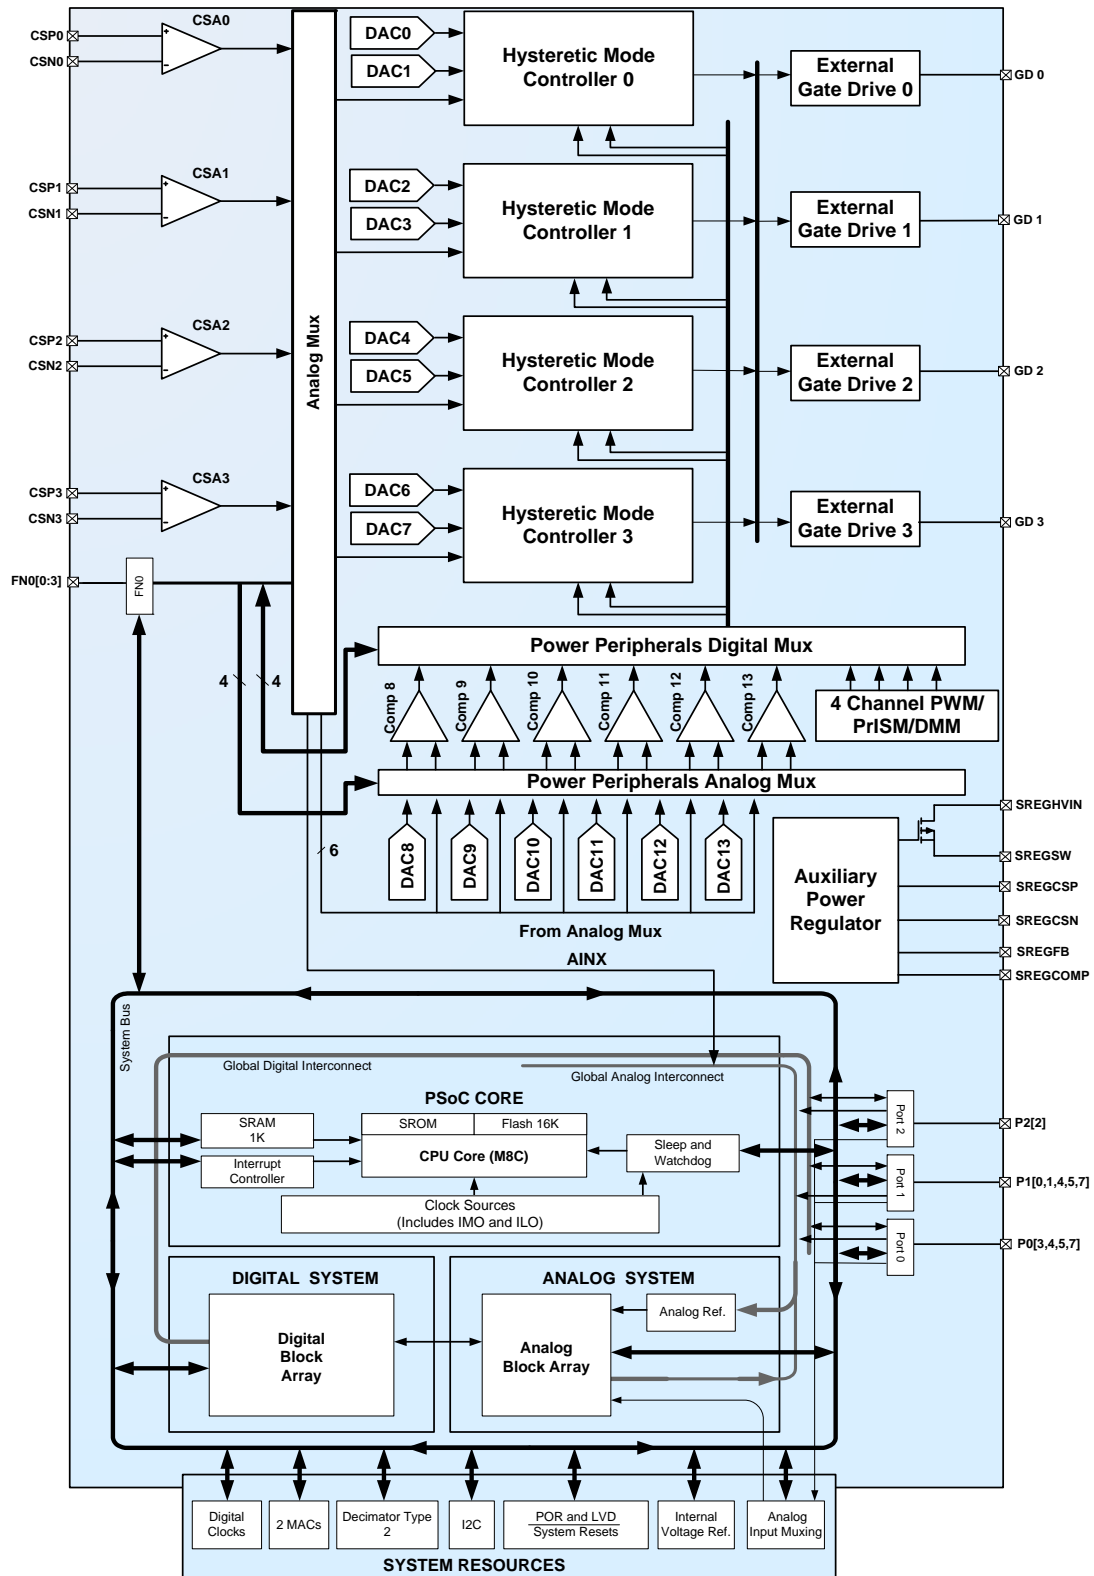 CSP0
CSN0
CSA0
DAC0
DAC1
Hysteretic Mode
Controller 0
External
Gate Drive 0
GD 0
CSP1
CSN1
CSA1
DAC2
DAC3
Hysteretic Mode
Controller 1
External
Gate Drive 1
GD 1
Analog Mux
CSP2
CSN2
CSA2
DAC4
DAC5
Hysteretic Mode
Controller 2
External
Gate Drive 2
GD 2
CSP3
CSN3
CSA3
DAC6
DAC7
Hysteretic Mode
Controller 3
External
Gate Drive 3
GD 3
FN0[0:3]
FN0
4
4
Power Peripherals Digital Mux
Comp 8
Comp 9
Comp 10
Comp 11
Comp 12
Comp 13
4 Channel PWM/
PrISM/DMM
Power Peripherals Analog Mux
DAC8
DAC9
DAC10
DAC11
DAC12
DAC13
6
From Analog Mux
AINX
Auxiliary
Power
Regulator
SREGHVIN
SREGSW
SREGCSP
SREGCSN
SREGFB
SREGCOMP
System Bus
Global Digital Interconnect
Global Analog Interconnect
PSoC CORE
SRAM
1K
Interrupt
Controller
SROM
Flash 16K
CPU Core (M8C)
Sleep and
Watchdog
Clock Sources
(Includes IMO and ILO)
Port 2
P2[2]
Port 1
P1[0,1,4,5,7]
Port 0
P0[3,4,5,7]
DIGITAL SYSTEM
Digital
Block
Array
ANALOG SYSTEM
Analog
Block Array
Analog Ref.
Digital
Clocks
2 MACs
Decimator Type
2
I2C
POR and LVD
System Resets
Internal
Voltage Ref.
Analog
Input Muxing
SYSTEM RESOURCES